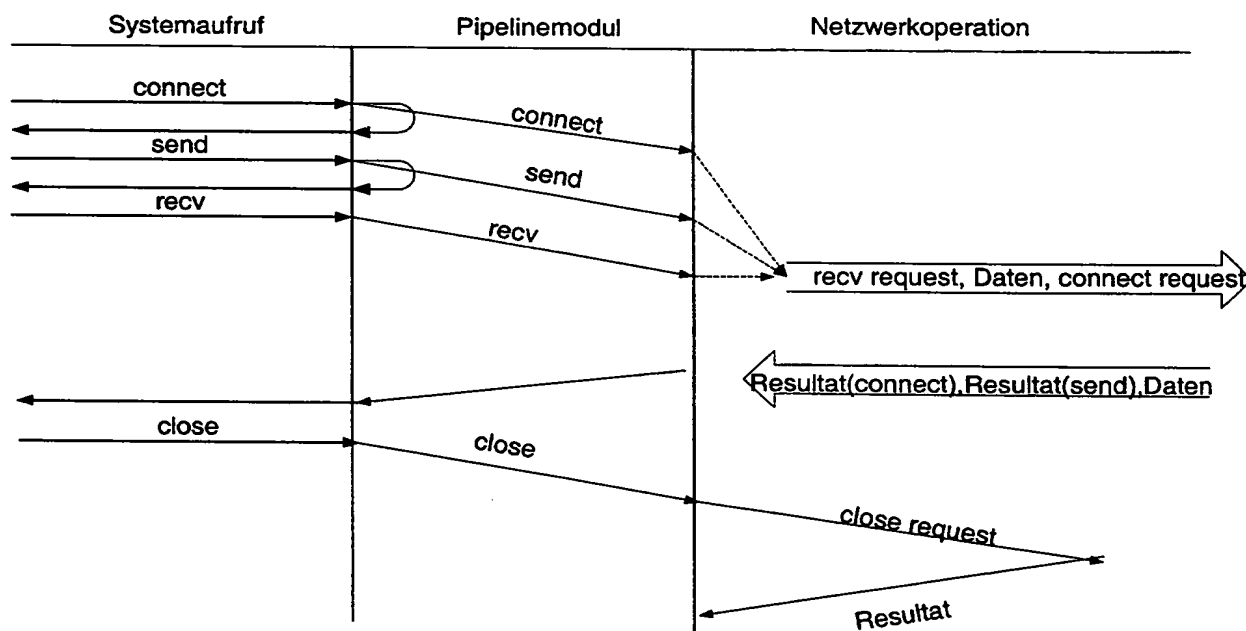 Systemaufruf Pipelinemodul Netzwerkoperation
connect
connect
send
send
recv
recv
recv request, Daten, connect request
Resultat(connect),Resultat(send),Daten
close
close
close request
Resultat